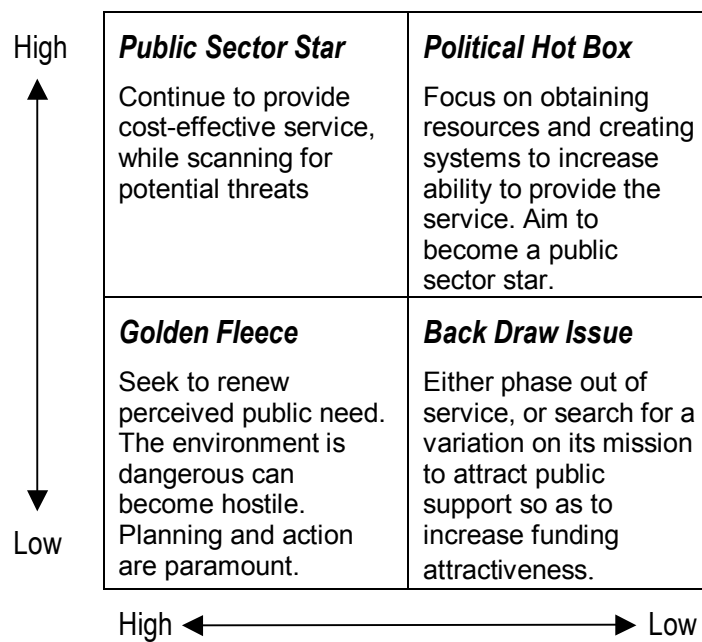 High
Public Sector Star
Continue to provide
cost-effective service,
while scanning for
potential threats
Political Hot Box
Focus on obtaining
resources and creating
systems to increase
ability to provide the
service. Aim to
become a public
sector star.
Golden Fleece
Seek to renew
perceived public need.
The environment is
dangerous can
become hostile.
Planning and action
are paramount.
Back Draw Issue
Either phase out of
service, or search for a
variation on its mission
to attract public
support so as to
increase funding
attractiveness.
Low
High
Low